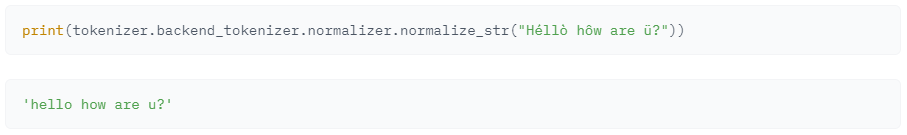 print(tokenizer.backend_tokenizer.normalizer.normalize_str("Héllò hôw are ü?"))
'hello how are u?'